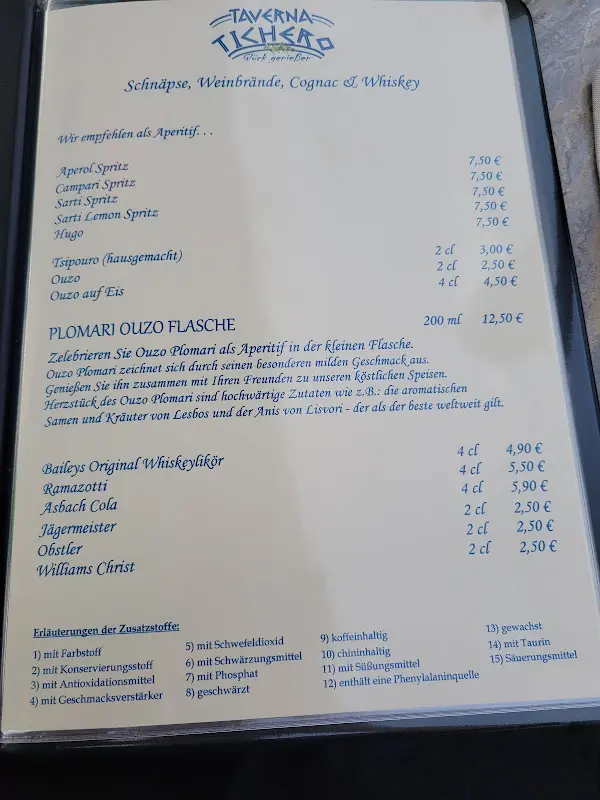 TAVERNA
TICHERO
Glück genießen
Schnäpse, Weinbrände, Cognac & Whiskey
Wir empfehlen als Aperitif. . .
Aperol Spritz 7,50 €
Campari Spritz 7,50 €
Sarti Spritz 7,50 €
Sarti Lemon Spritz 7,50 €
Hugo 7,50 €
Tsipouro (hausgemacht) 2 cl 3,00 €
Ouzo 2 cl 2,50 €
Ouzo auf Eis 4 cl 4,50 €
PLOMARI OUZO FLASCHE 200 ml 12,50 €
Zelebrieren Sie Ouzo Plomari als Aperitif in der kleinen Flasche.
Ouzo Plomari zeichnet sich durch seinen besonderen milden Geschmack aus.
Genießen Sie ihn zusammen mit Ihren Freunden zu unseren köstlichen Speisen.
Herzstück des Ouzo Plomari sind hochwärtige Zutaten wie z.B.: die aromatischen
Samen und Kräuter von Lesbos und der Anis von Lisvori - der als der beste weltweit gilt.
Baileys Original Whiskeylikör 4 cl 4,90 €
Ramazotti 4 cl 5,50 €
Asbach Cola 4 cl 5,90 €
Jägermeister 2 cl 2,50 €
Obstler 2 cl 2,50 €
Williams Christ 2 cl 2,50 €
Erläuterungen der Zusatzstoffe:
1) mit Farbstoff
2) mit Konservierungsstoff
3) mit Antioxidationsmittel
4) mit Geschmacksverstärker
5) mit Schwefeldioxid
6) mit Schwärzungsmittel
7) mit Phosphat
8) geschwärzt
9) koffeinhaltig
10) chininhaltig
11) mit Süßungsmittel
12) enthält eine Phenylalaninquelle
13) gewachst
14) mit Taurin
15) Säuerungsmittel